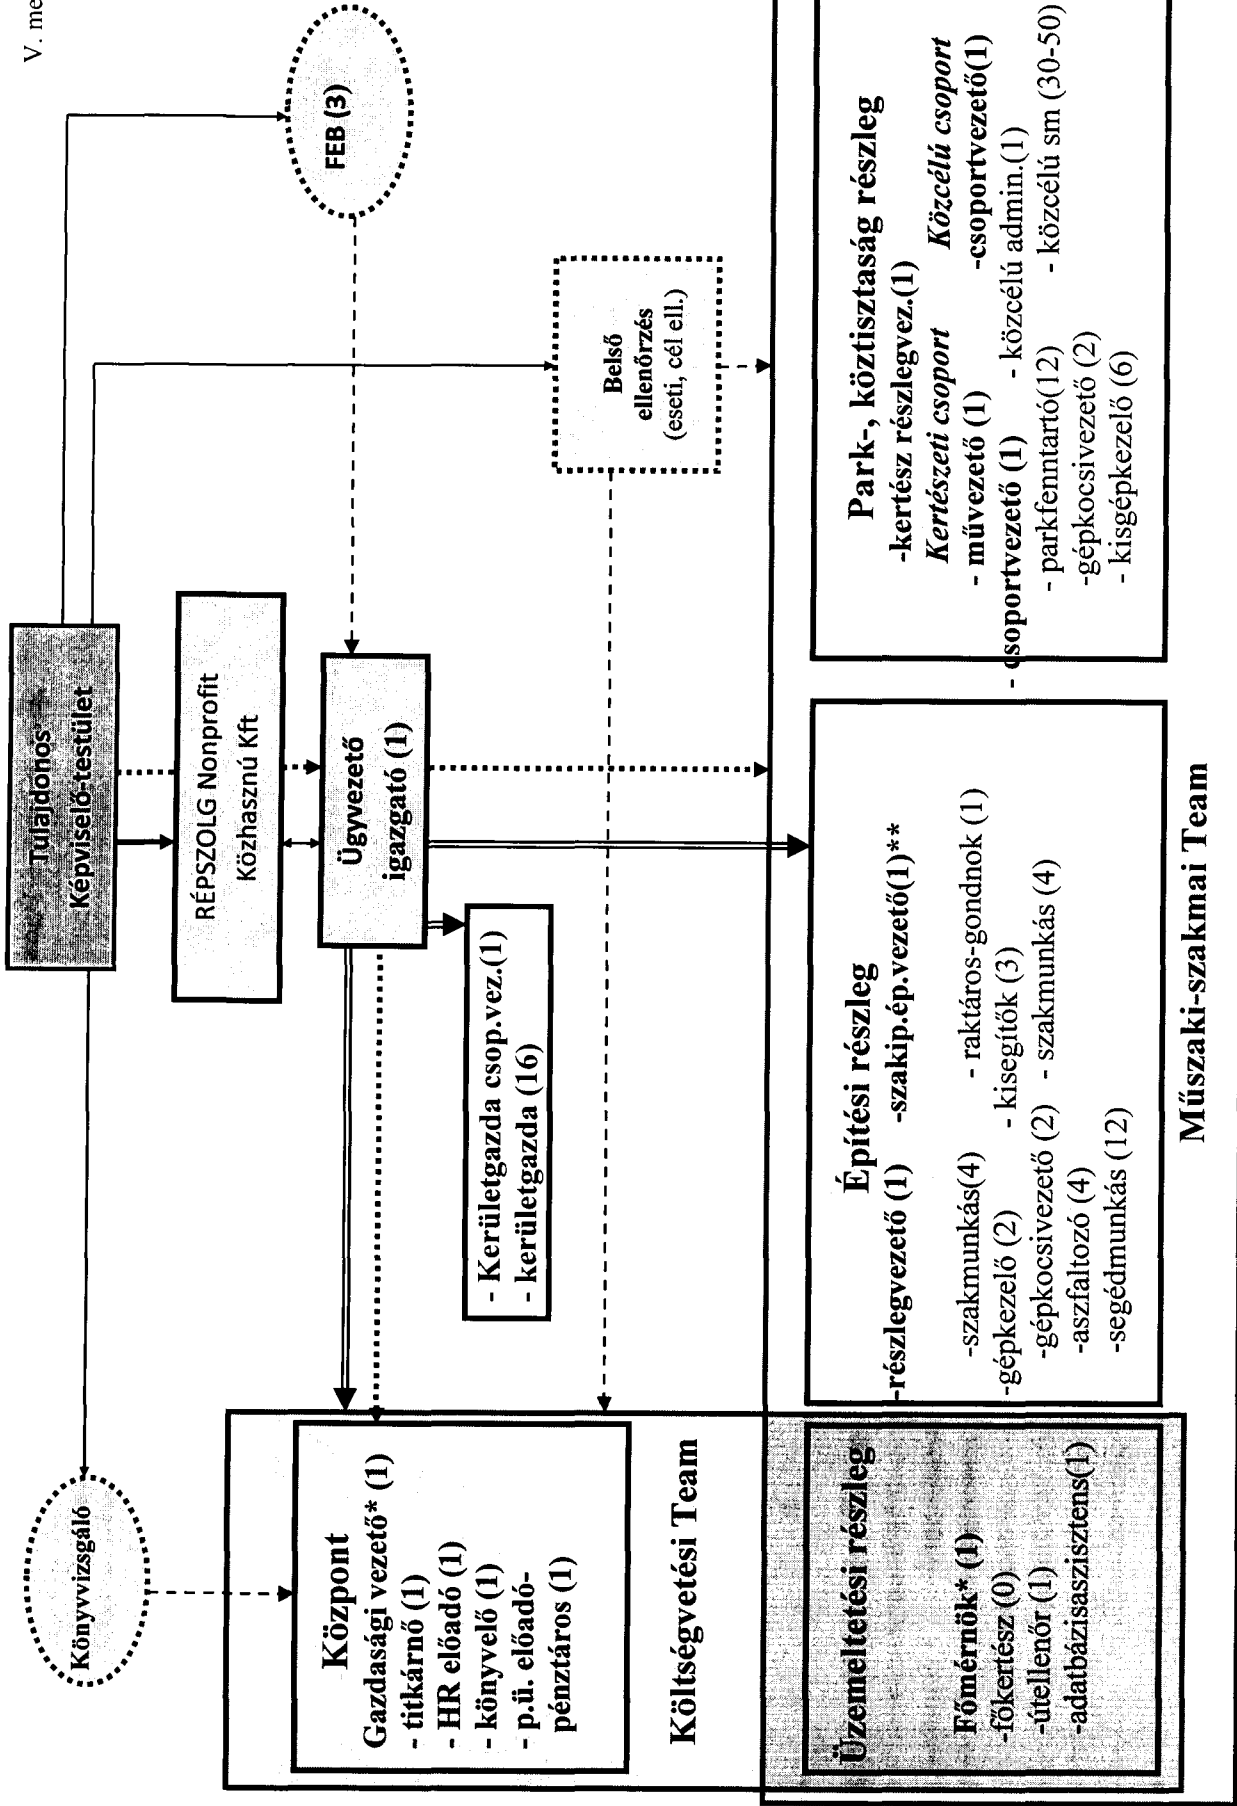 V. me
Tulajdonos
Képviselő-testület
RÉPSZOLG Nonprofit
Közhasznú Kft
Ügyvezető
igazgató (1)
Könyvvizsgáló
FEB (3)
Belső
ellenőrzés
(eseti, cél ell.)
- Kerületgazda csop.vez.(1)
- kerületgazda (16)
Központ
Gazdasági vezető* (1)
- titkárnő (1)
- HR előadó (1)
- könyvelő (1)
- p.ü. előadó-
pénztáros (1)
Költségvetési Team
Üzemeltetési részleg
Főmérnök* (1)
-főkertész (0)
-útellenőr (1)
-adatbázisaszisztens(1)
Építési részleg
-részlegvezető (1) -szakip.ép.vezető(1)**
-szakmunkás(4) - raktáros-gondnok (1)
-gépkezelő (2) - kisegítők (3)
-gépkocsivezető (2) - szakmunkás (4)
-aszfaltozó (4)
-segédmunkás (12)
Park-, köztisztaság részleg
-kertész részlegvez.(1)
Kertészeti csoport Közcélú csoport
- művezető (1) -csoportvezető(1)
- csoportvezető (1) - közcélú admin.(1)
- parkfenntartó(12) - közcélú sm (30-50)
-gépkocsivezető (2)
- kisgépkezelő (6)
Műszaki-szakmai Team